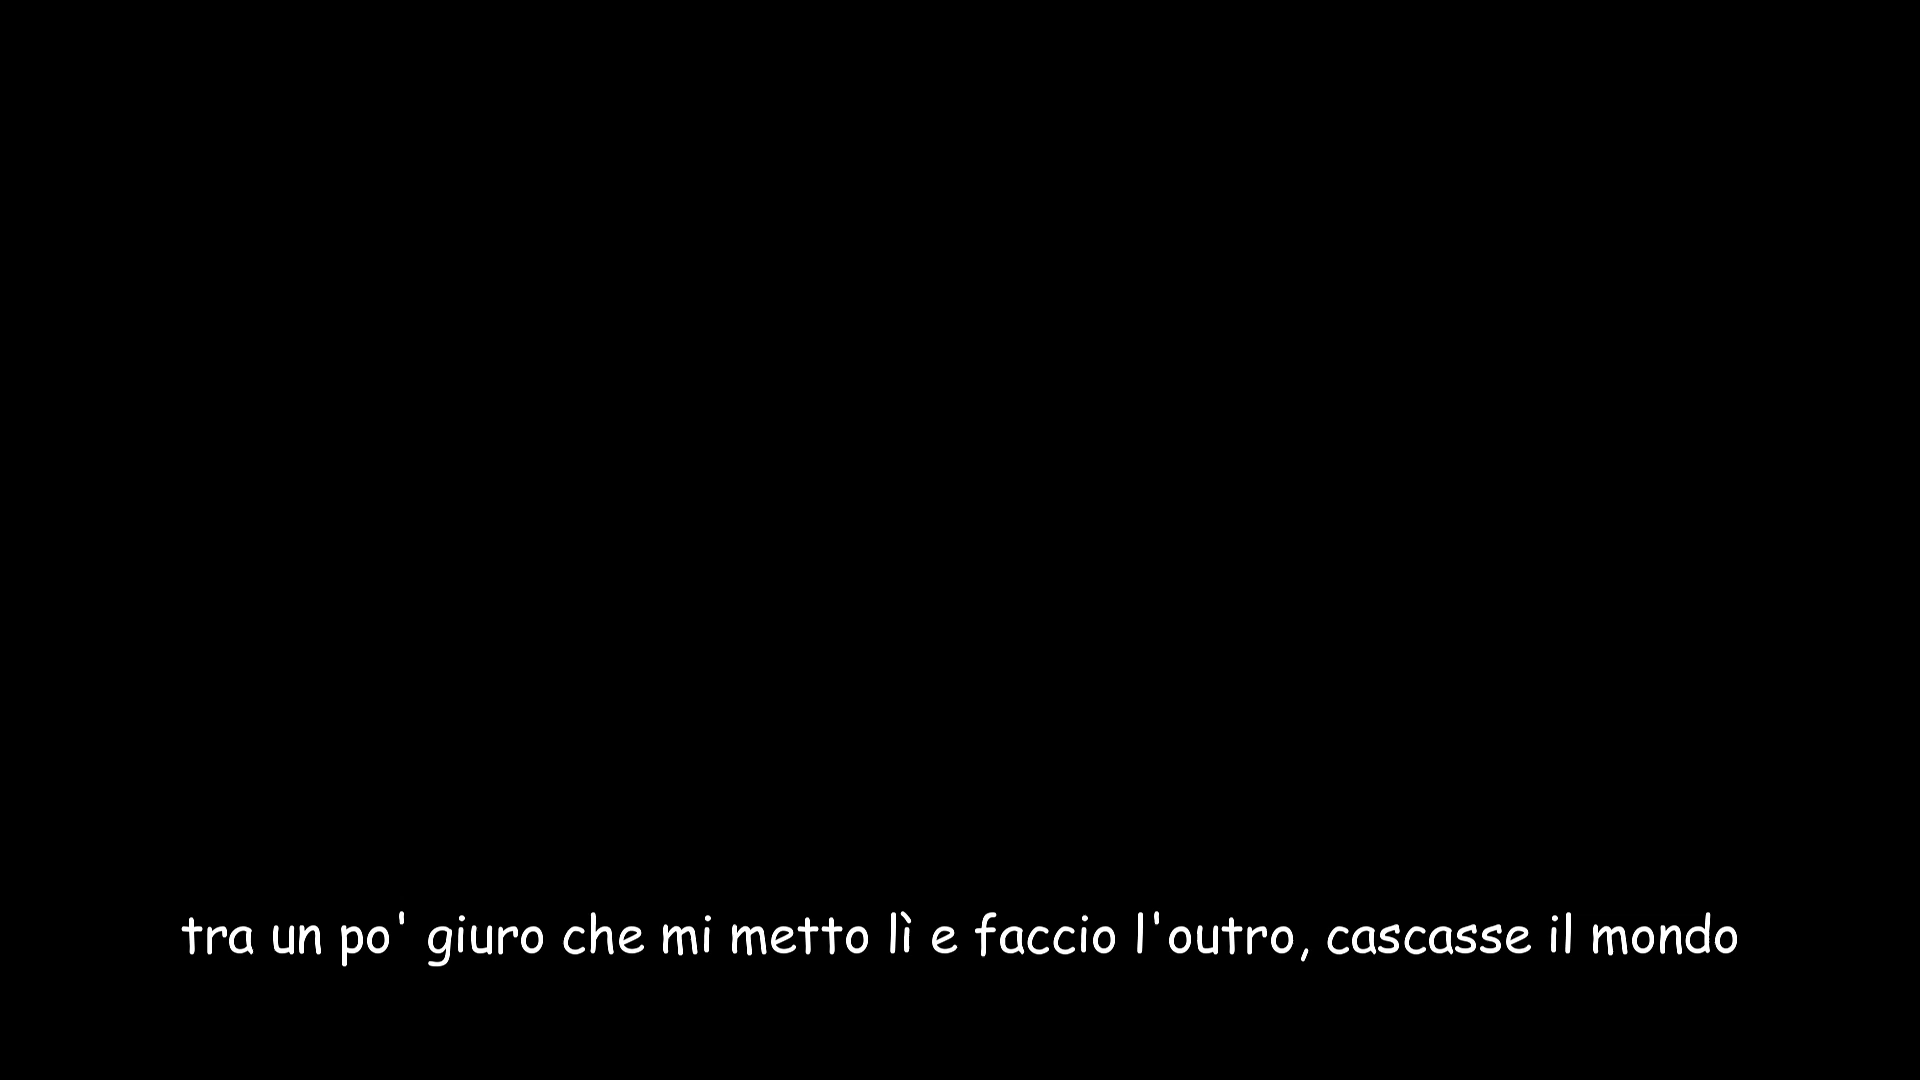 tra un po' giuro che mi metto lì e faccio l'outro, cascasse il mondo